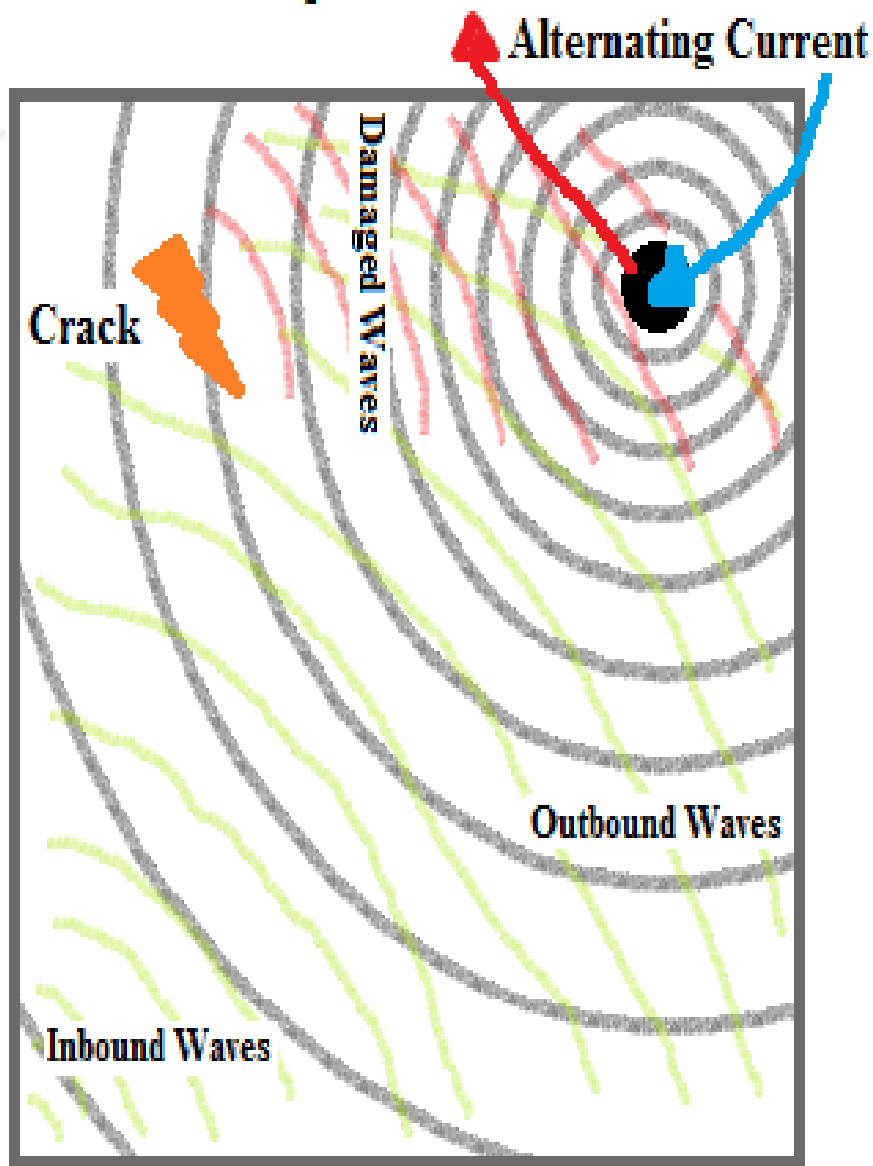 Alternating Current
Damaged Waves
Crack
Outbound Waves
Inbound Waves